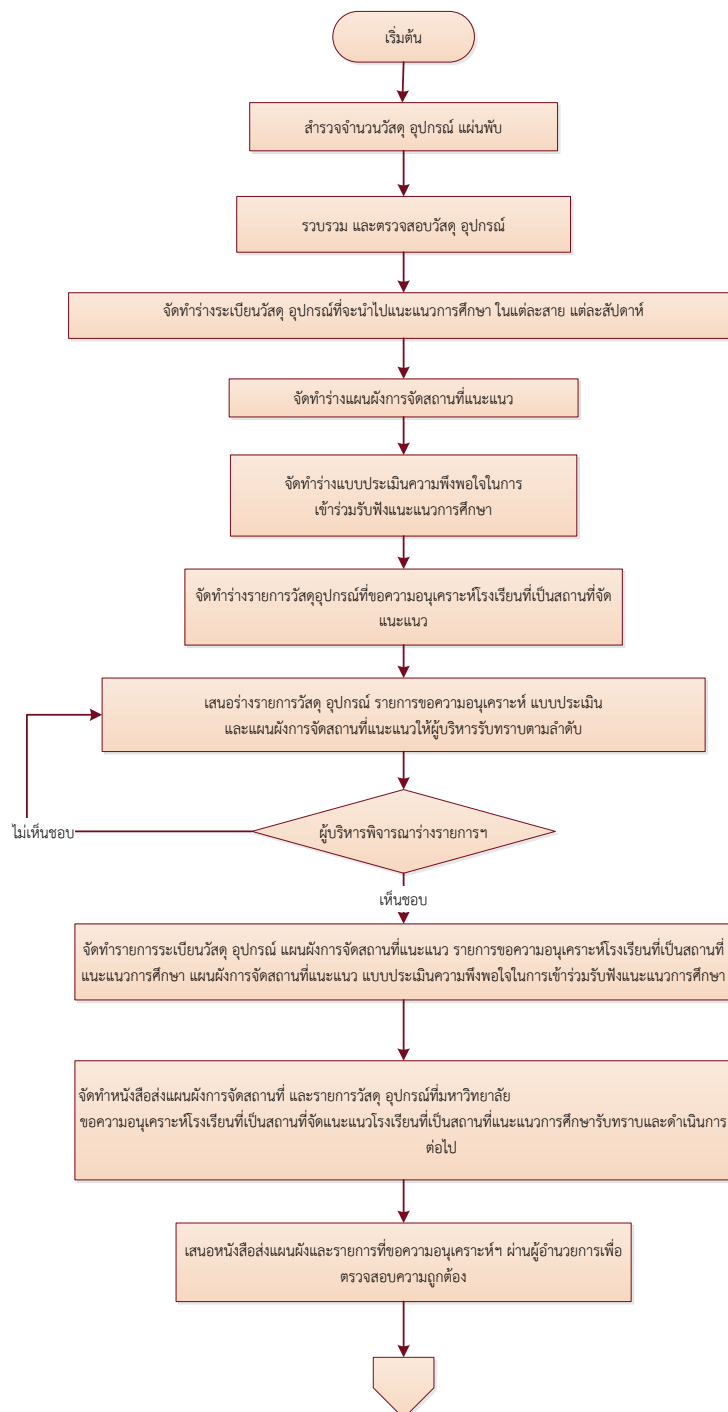 เริ่มต้น
สำรวจจำนวนวัสดุ อุปกรณ์ แผ่นพับ
รวบรวม และตรวจสอบวัสดุ อุปกรณ์
จัดทำร่างระเบียนวัสดุ อุปกรณ์ที่จะนำไปแนะแนวการศึกษา ในแต่ละสาย แต่ละสัปดาห์
จัดทำร่างแผนผังการจัดสถานที่แนะแนว
จัดทำร่างแบบประเมินความพึงพอใจในการ
เข้าร่วมรับฟังแนะแนวการศึกษา
จัดทำร่างรายการวัสดุอุปกรณ์ที่ขอความอนุเคราะห์โรงเรียนที่เป็นสถานที่จัด
แนะแนว
เสนอร่างรายการวัสดุ อุปกรณ์ รายการขอความอนุเคราะห์ แบบประเมิน
และแผนผังการจัดสถานที่แนะแนวให้ผู้บริหารรับทราบตามลำดับ
ผู้บริหารพิจารณาร่างรายการฯ
ไม่เห็นชอบ
เห็นชอบ
จัดทำรายการระเบียนวัสดุ อุปกรณ์ แผนผังการจัดสถานที่แนะแนว รายการขอความอนุเคราะห์โรงเรียนที่เป็นสถานที่
แนะแนวการศึกษา แผนผังการจัดสถานที่แนะแนว แบบประเมินความพึงพอใจในการเข้าร่วมรับฟังแนะแนวการศึกษา
จัดทำหนังสือส่งแผนผังการจัดสถานที่ และรายการวัสดุ อุปกรณ์ที่มหาวิทยาลัย
ขอความอนุเคราะห์โรงเรียนที่เป็นสถานที่จัดแนะแนวโรงเรียนที่เป็นสถานที่แนะแนวการศึกษารับทราบและดำเนินการ
ต่อไป
เสนอหนังสือส่งแผนผังและรายการที่ขอความอนุเคราะห์ฯ ผ่านผู้อำนวยการเพื่อ
ตรวจสอบความถูกต้อง